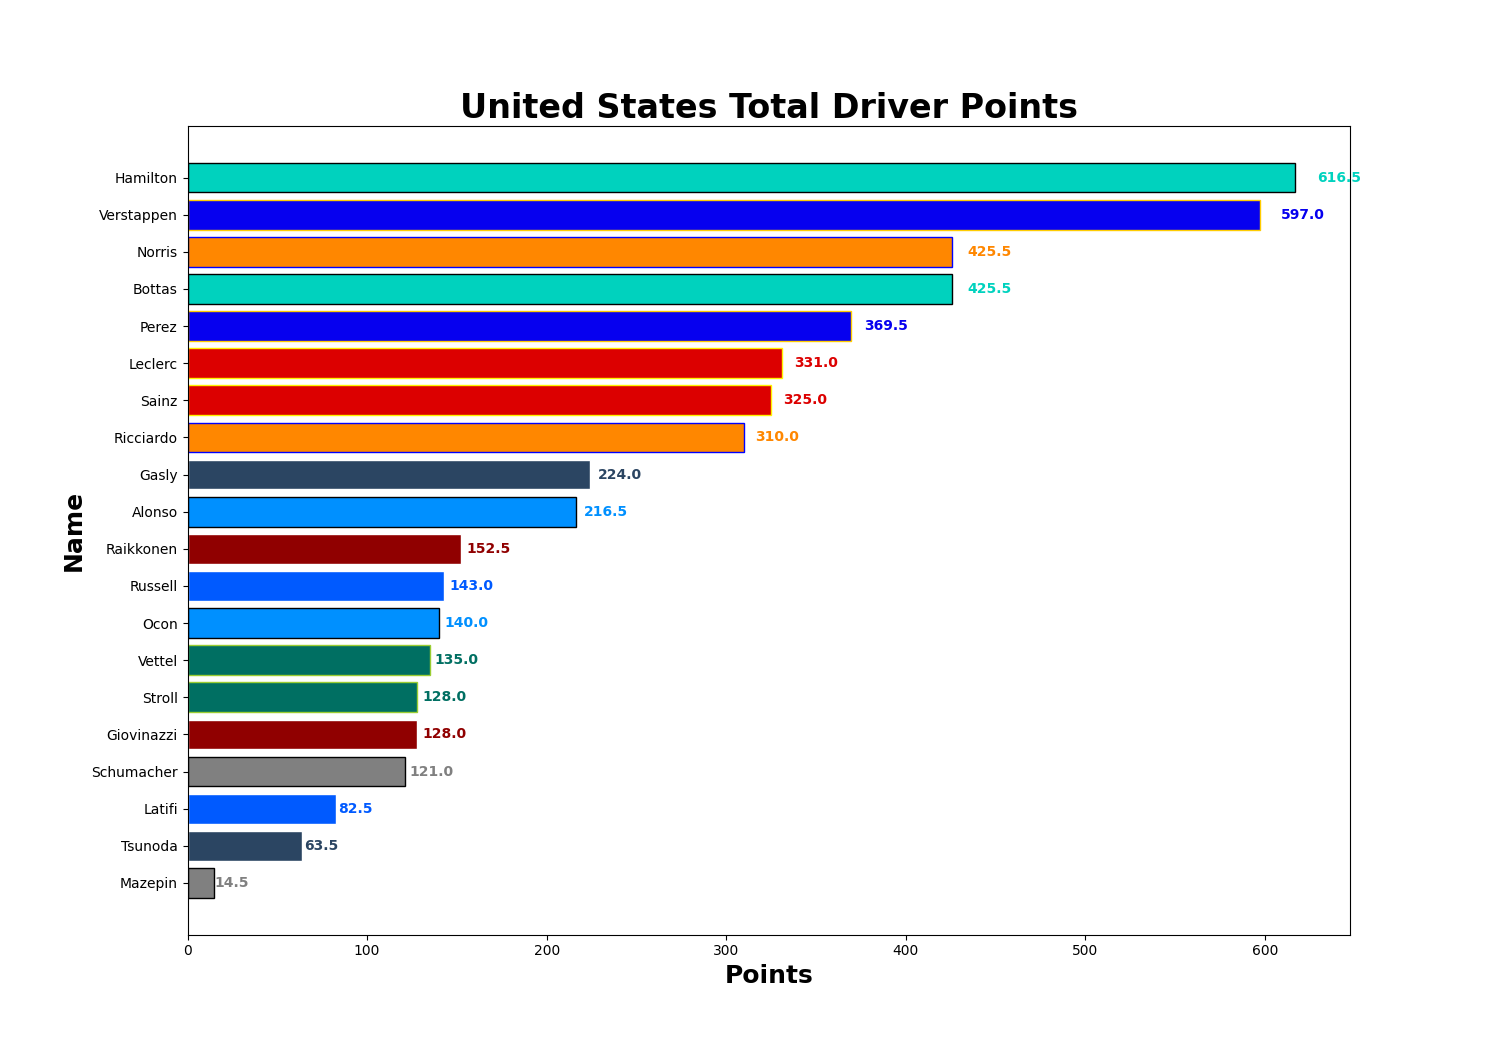 United States Total Driver Points
Hamilton 616.5
Verstappen 597.0
Norris 425.5
Bottas 425.5
Perez 369.5
Leclerc 331.0
Sainz 325.0
Ricciardo 310.0
Gasly 224.0
Alonso 216.5
Raikkonen 152.5
Russell 143.0
Ocon 140.0
Vettel 135.0
Stroll 128.0
Giovinazzi 128.0
Schumacher 121.0
Latifi 82.5
Tsunoda 63.5
Mazepin 14.5
Name
0 100 200 300 400 500 600
Points